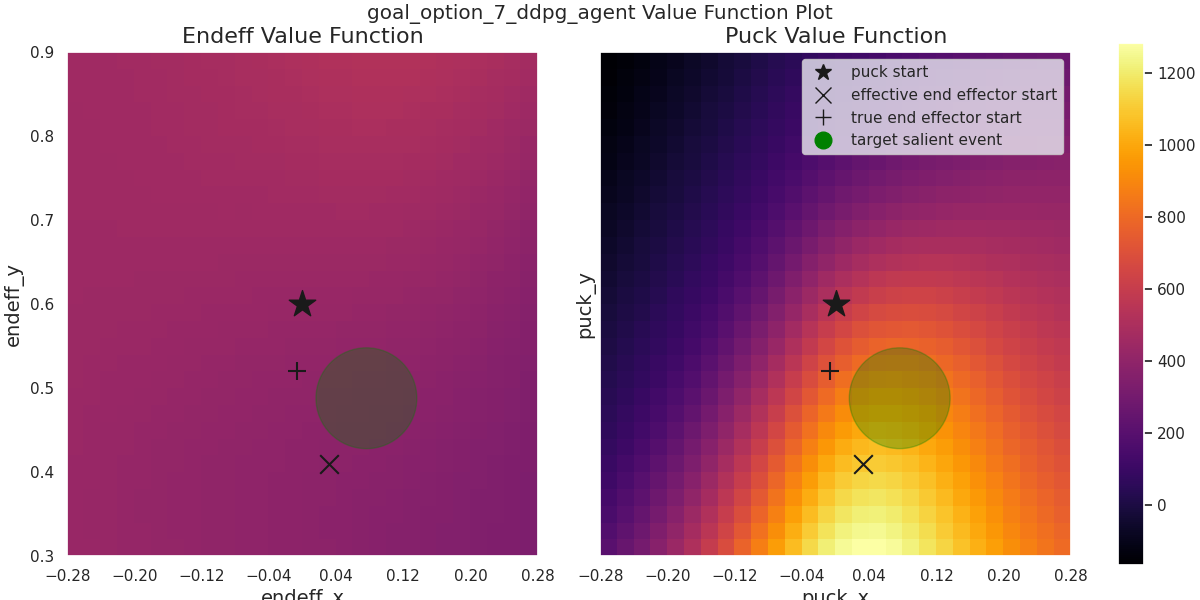 goal_option_7_ddpg_agent Value Function Plot
Endeff Value Function
Puck Value Function
puck start
effective end effector start
true end effector start
target salient event
endeff_y
0.9
0.8
0.7
0.6
0.5
0.4
0.3
−0.28 −0.20 −0.12 −0.04 0.04 0.12 0.20 0.28
endeff_x
puck_y
−0.28 −0.20 −0.12 −0.04 0.04 0.12 0.20 0.28
puck_x
1200
1000
800
600
400
200
0